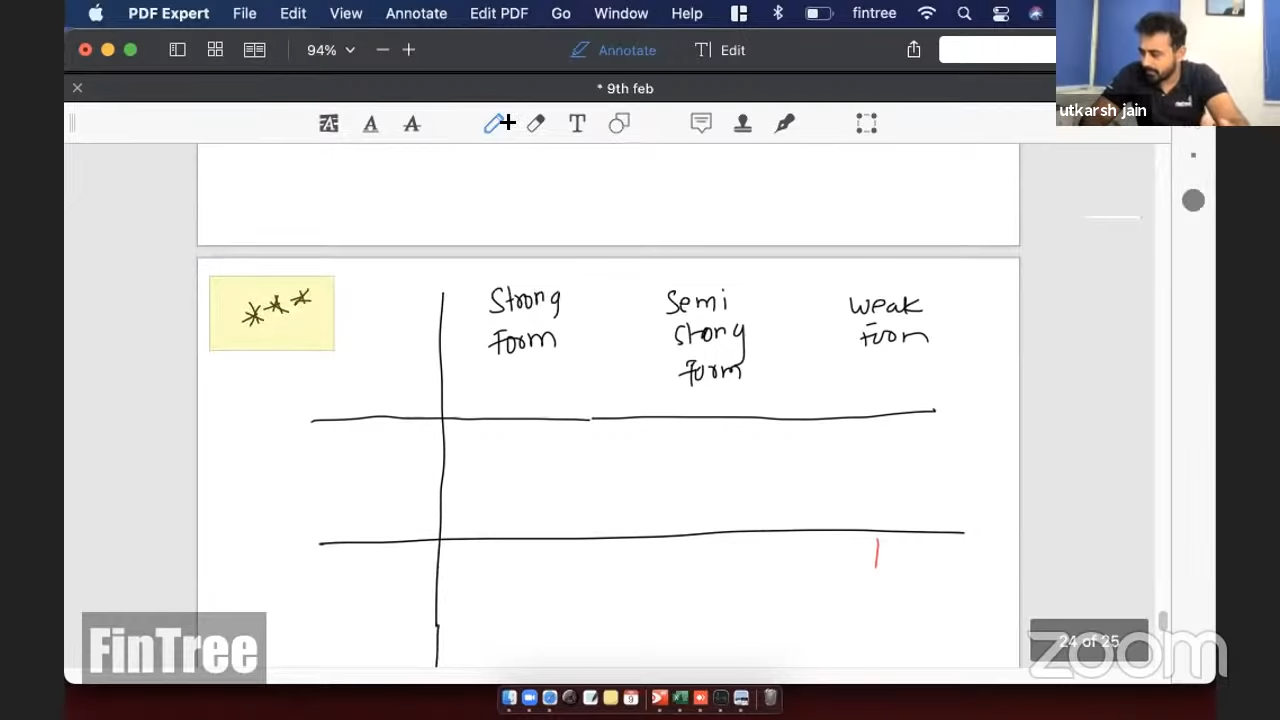 PDF Expert File Edit View Annotate Edit PDF Go Window Help fintree
94% Annotate T| Edit
* 9th feb
utkarsh jain
A A A T
*** Strong Semi Weak
Form Strong Form
Form
FinTree
24 of 25
zoom
9